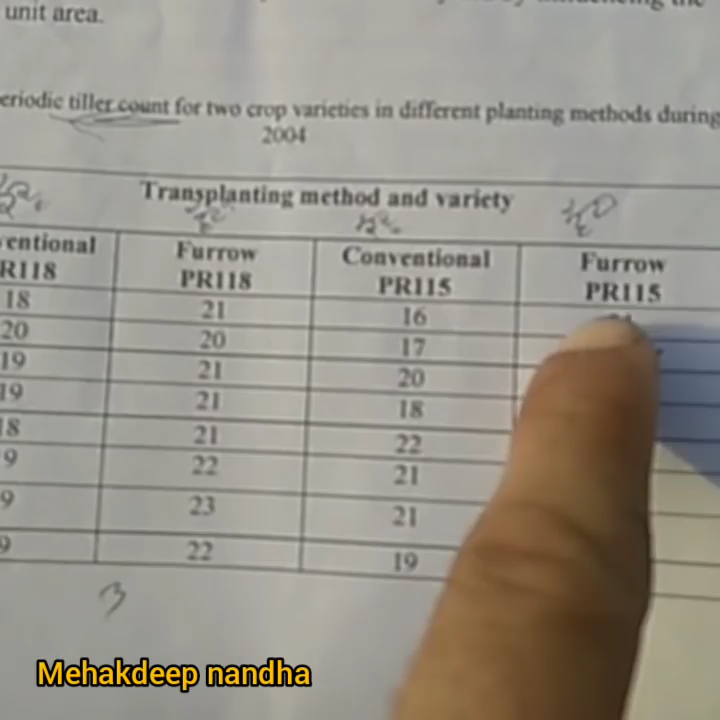 unit area.
eriodic tiller count for two crop varieties in different planting methods during
2004
Transplanting method and variety
entional Furrow Conventional Furrow
R118 PR118 PR115 PR115
18 21 16
20 20 17
19 21 20
19 21 18
18 21 22
9 22 21
9 23 21
9 22 19
3
Mehakdeep nandha